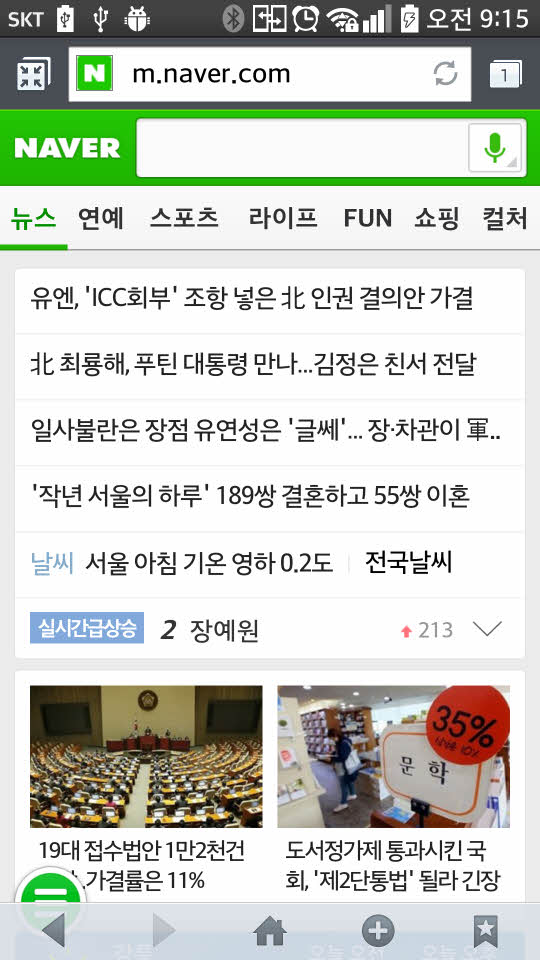 SKT 오전 9:15
N m.naver.com 1
NAVER
뉴스 연예 스포츠 라이프 FUN 쇼핑 컬처
유엔, 'ICC회부' 조항 넣은 北 인권 결의안 가결
北 최룡해, 푸틴 대통령 만나...김정은 친서 전달
일사불란은 장점 유연성은 '글쎄'... 장·차관이 軍..
'작년 서울의 하루' 189쌍 결혼하고 55쌍 이혼
날씨 서울 아침 기온 영하 0.2도 전국날씨
실시간급상승 2 장예원 213
35%
10%
문학
19대 접수법안 1만2천건
가결률은 11%
도서정가제 통과시킨 국
회, '제2단통법' 될라 긴장